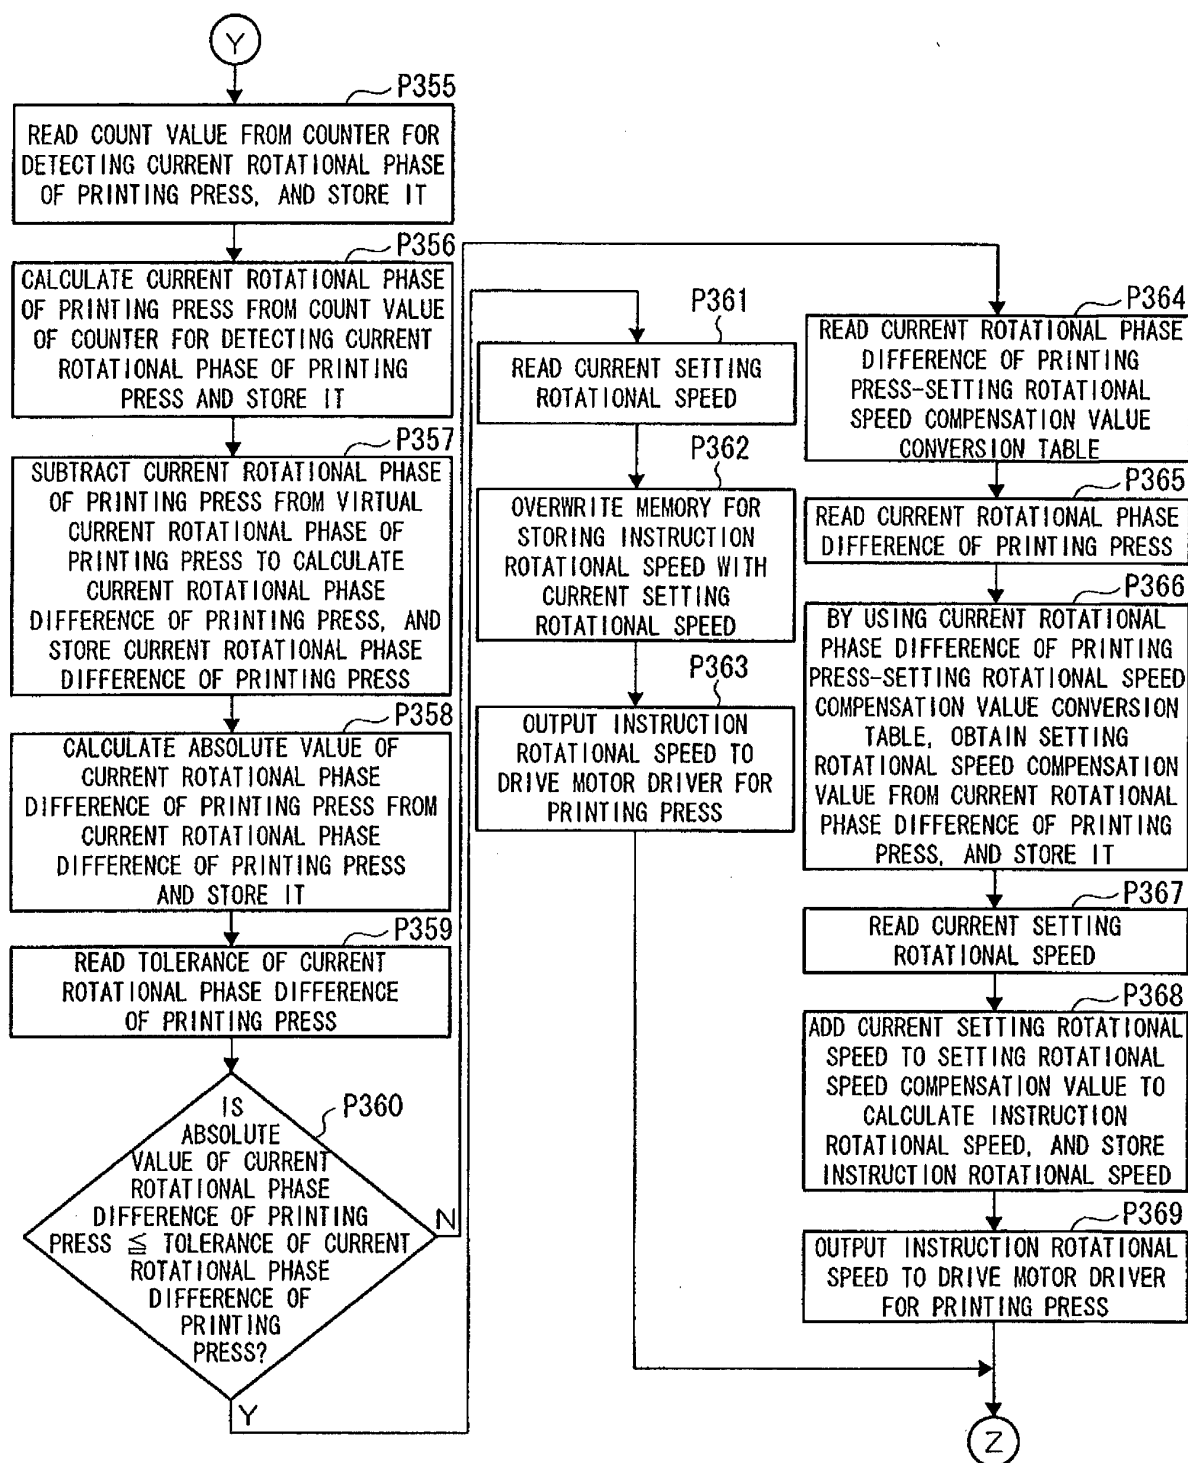 Y
P355
READ COUNT VALUE FROM COUNTER FOR
DETECTING CURRENT ROTATIONAL PHASE
OF PRINTING PRESS, AND STORE IT
P356
CALCULATE CURRENT ROTATIONAL PHASE
OF PRINTING PRESS FROM COUNT VALUE
OF COUNTER FOR DETECTING CURRENT
ROTATIONAL PHASE OF PRINTING
PRESS AND STORE IT
P357
SUBTRACT CURRENT ROTATIONAL PHASE
OF PRINTING PRESS FROM VIRTUAL
CURRENT ROTATIONAL PHASE OF
PRINTING PRESS TO CALCULATE
CURRENT ROTATIONAL PHASE
DIFFERENCE OF PRINTING PRESS, AND
STORE CURRENT ROTATIONAL PHASE
DIFFERENCE OF PRINTING PRESS
P358
CALCULATE ABSOLUTE VALUE OF
CURRENT ROTATIONAL PHASE
DIFFERENCE OF PRINTING PRESS FROM
CURRENT ROTATIONAL PHASE
DIFFERENCE OF PRINTING PRESS
AND STORE IT
P359
READ TOLERANCE OF CURRENT
ROTATIONAL PHASE DIFFERENCE
OF PRINTING PRESS
P360
IS
ABSOLUTE
VALUE OF CURRENT
ROTATIONAL PHASE
DIFFERENCE OF PRINTING
PRESS ≦ TOLERANCE OF CURRENT
ROTATIONAL PHASE
DIFFERENCE OF
PRINTING
PRESS?
N
Y
P361
READ CURRENT SETTING
ROTATIONAL SPEED
P362
OVERWRITE MEMORY FOR
STORING INSTRUCTION
ROTATIONAL SPEED WITH
CURRENT SETTING
ROTATIONAL SPEED
P363
OUTPUT INSTRUCTION
ROTATIONAL SPEED TO
DRIVE MOTOR DRIVER FOR
PRINTING PRESS
P364
READ CURRENT ROTATIONAL PHASE
DIFFERENCE OF PRINTING
PRESS-SETTING ROTATIONAL
SPEED COMPENSATION VALUE
CONVERSION TABLE
P365
READ CURRENT ROTATIONAL PHASE
DIFFERENCE OF PRINTING PRESS
P366
BY USING CURRENT ROTATIONAL
PHASE DIFFERENCE OF PRINTING
PRESS-SETTING ROTATIONAL SPEED
COMPENSATION VALUE CONVERSION
TABLE, OBTAIN SETTING
ROTATIONAL SPEED COMPENSATION
VALUE FROM CURRENT ROTATIONAL
PHASE DIFFERENCE OF PRINTING
PRESS, AND STORE IT
P367
READ CURRENT SETTING
ROTATIONAL SPEED
P368
ADD CURRENT SETTING ROTATIONAL
SPEED TO SETTING ROTATIONAL
SPEED COMPENSATION VALUE TO
CALCULATE INSTRUCTION
ROTATIONAL SPEED, AND STORE
INSTRUCTION ROTATIONAL SPEED
P369
OUTPUT INSTRUCTION ROTATIONAL
SPEED TO DRIVE MOTOR DRIVER
FOR PRINTING PRESS
Z